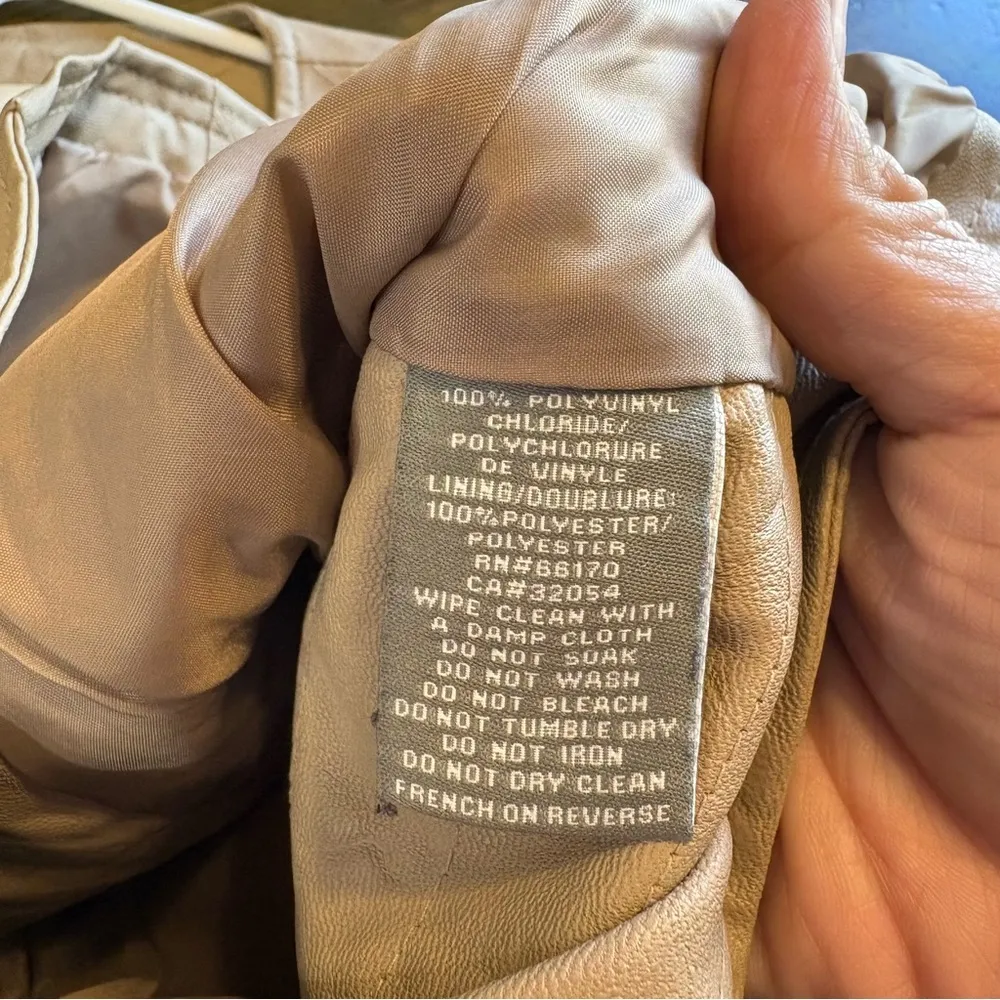 100% POLYVINYL
CHLORIDE/
POLYCHLORURE
DE VINYLE
LINING/DOUBLURE:
100%POLYESTER/
POLYESTER
RN#66170
CA#32054
WIPE CLEAN WITH
A DAMP CLOTH
DO NOT SOAK
DO NOT WASH
DO NOT BLEACH
DO NOT TUMBLE DRY
DO NOT IRON
DO NOT DRY CLEAN
FRENCH ON REVERSE